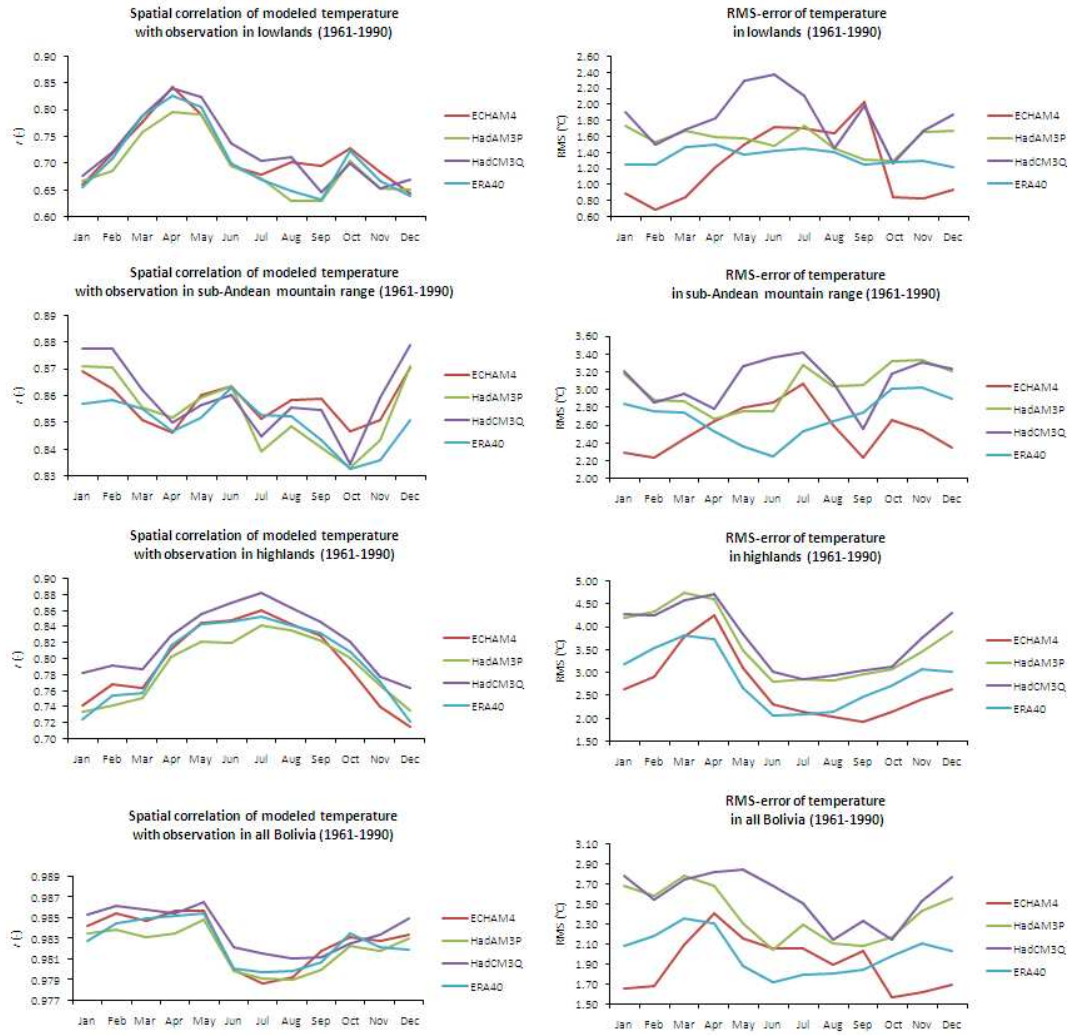 Spatial correlation of modeled temperature
with observation in lowlands (1961-1990)
0.90
0.85
0.80
0.75
0.70
0.65
0.60
r (-)
Jan Feb Mar Apr May Jun Jul Aug Sep Oct Nov Dec
ECHAM4
HadAM3P
HadCM3Q
ERA40
RMS-error of temperature
in lowlands (1961-1990)
2.60
2.40
2.20
2.00
1.80
1.60
1.40
1.20
1.00
0.80
0.60
RMS (°C)
Jan Feb Mar Apr May Jun Jul Aug Sep Oct Nov Dec
ECHAM4
HadAM3P
HadCM3Q
ERA40
Spatial correlation of modeled temperature
with observation in sub-Andean mountain range (1961-1990)
0.89
0.88
0.87
0.86
0.85
0.84
0.83
r (-)
Jan Feb Mar Apr May Jun Jul Aug Sep Oct Nov Dec
ECHAM4
HadAM3P
HadCM3Q
ERA40
RMS-error of temperature
in sub-Andean mountain range (1961-1990)
3.60
3.40
3.20
3.00
2.80
2.60
2.40
2.20
2.00
RMS (°C)
Jan Feb Mar Apr May Jun Jul Aug Sep Oct Nov Dec
ECHAM4
HadAM3P
HadCM3Q
ERA40
Spatial correlation of modeled temperature
with observation in highlands (1961-1990)
0.90
0.88
0.86
0.84
0.82
0.80
0.78
0.76
0.74
0.72
0.70
r (-)
Jan Feb Mar Apr May Jun Jul Aug Sep Oct Nov Dec
ECHAM4
HadAM3P
HadCM3Q
ERA40
RMS-error of temperature
in highlands (1961-1990)
5.00
4.50
4.00
3.50
3.00
2.50
2.00
1.50
RMS (°C)
Jan Feb Mar Apr May Jun Jul Aug Sep Oct Nov Dec
ECHAM4
HadAM3P
HadCM3Q
ERA40
Spatial correlation of modeled temperature
with observation in all Bolivia (1961-1990)
0.989
0.987
0.985
0.983
0.981
0.979
0.977
r (-)
Jan Feb Mar Apr May Jun Jul Aug Sep Oct Nov Dec
ECHAM4
HadAM3P
HadCM3Q
ERA40
RMS-error of temperature
in all Bolivia (1961-1990)
3.10
2.90
2.70
2.50
2.30
2.10
1.90
1.70
1.50
RMS (°C)
Jan Feb Mar Apr May Jun Jul Aug Sep Oct Nov Dec
ECHAM4
HadAM3P
HadCM3Q
ERA40